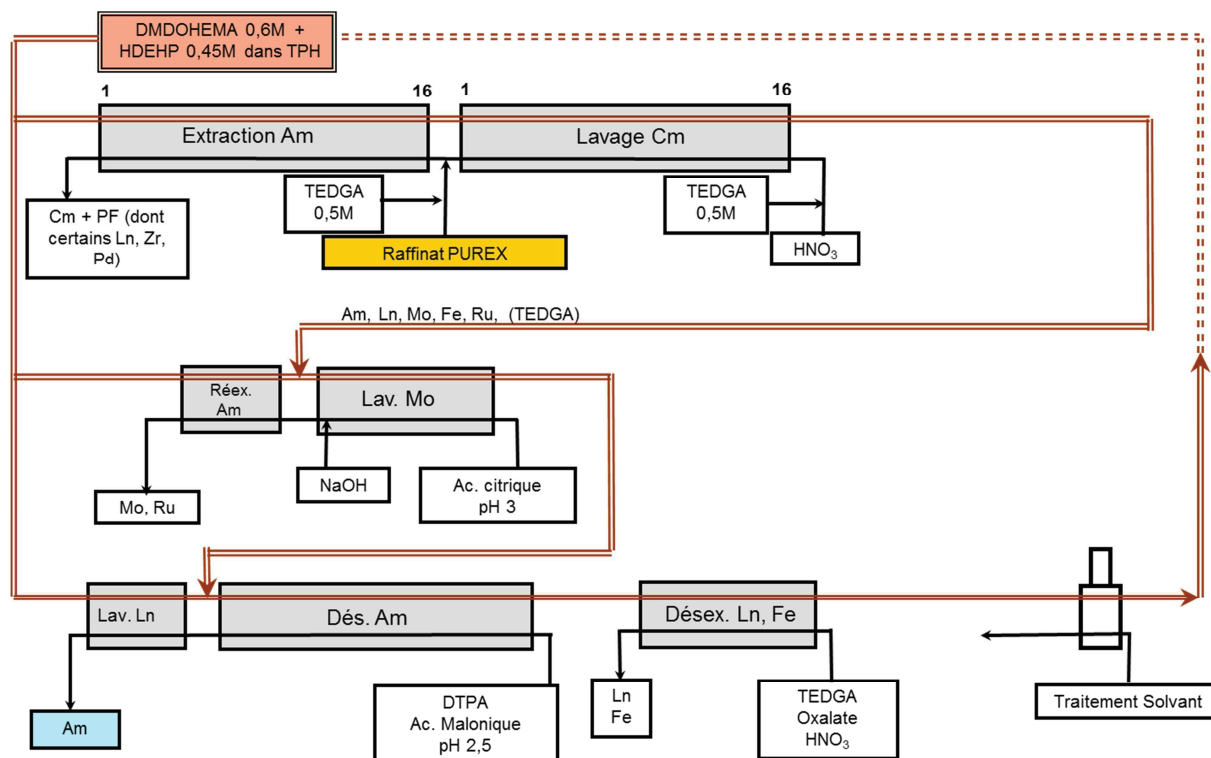 DMDOHEMA 0,6M +
HDEHP 0,45M dans TPH
1
16
1
16
Extraction Am
Lavage Cm
TEDGA
0,5M
TEDGA
0,5M
Cm + PF (dont
certains Ln, Zr,
Pd)
Raffinat PUREX
HNO₃
Am, Ln, Mo, Fe, Ru, (TEDGA)
Réex.
Am
Lav. Mo
NaOH
Ac. citrique
pH 3
Mo, Ru
Lav. Ln
Dés. Am
Désex. Ln, Fe
Am
DTPA
Ac. Malonique
pH 2,5
Ln
Fe
TEDGA
Oxalate
HNO₃
Traitement Solvant